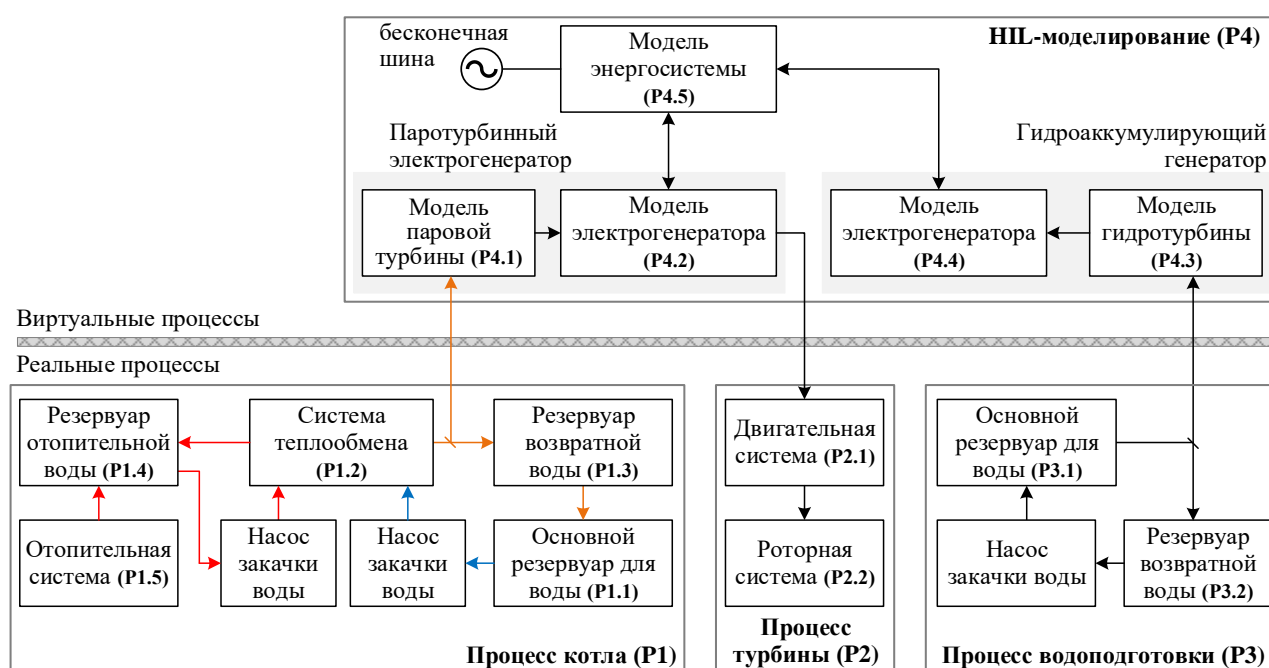 бесконечная
шина
Модель
энергосистемы
(P4.5)
HIL-моделирование (P4)
Паротурбинный
электрогенератор
Гидроаккумулирующий
генератор
Модель
паровой
турбины (P4.1)
Модель
электрогенератора
(P4.2)
Модель
электрогенератора
(P4.4)
Модель
гидротурбины
(P4.3)
Виртуальные процессы
Реальные процессы
Резервуар
отопительной
воды (P1.4)
Система
теплообмена
(P1.2)
Резервуар
возвратной
воды (P1.3)
Отопительная
система (P1.5)
Насос
закачки
воды
Насос
закачки
воды
Основной
резервуар для
воды (P1.1)
Процесс котла (P1)
Двигательная
система (P2.1)
Роторная
система (P2.2)
Процесс
турбины (P2)
Основной
резервуар для
воды (P3.1)
Насос
закачки воды
Резервуар
возвратной
воды (P3.2)
Процесс водоподготовки (P3)